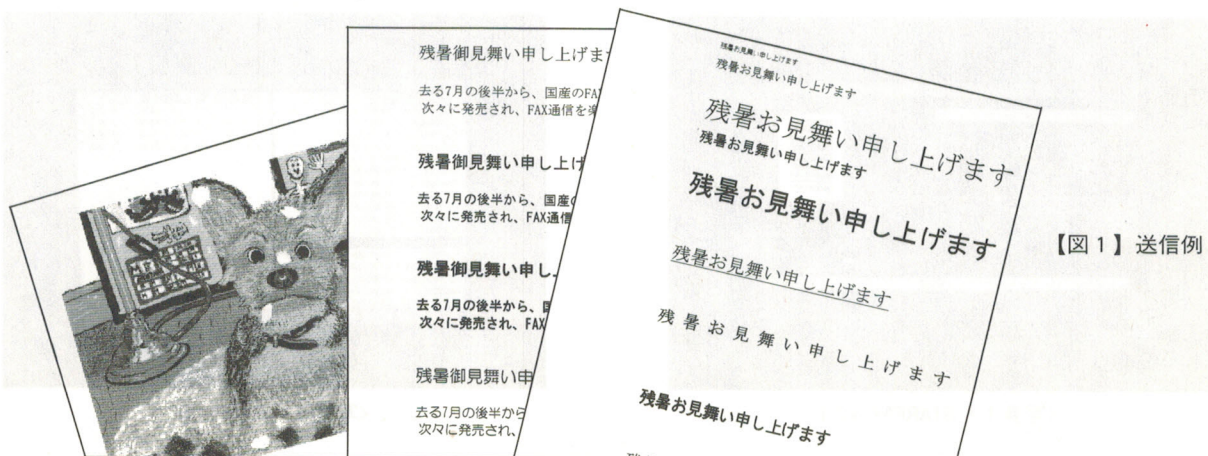 残暑御見舞い申し上げます
去る7月の後半から、国産のFAX
次々に発売され、FAX通信を楽
残暑御見舞い申し上げ
去る7月の後半から、国産の
次々に発売され、FAX通信
残暑御見舞い申し
去る7月の後半から、国
次々に発売され、FAX
残暑御見舞い申
去る7月の後半から
次々に発売され、
残暑お見舞い申し上げます
残暑お見舞い申し上げます
残暑お見舞い申し上げます
残暑お見舞い申し上げます
残暑お見舞い申し上げます
残暑お見舞い申し上げます
残暑お見舞い申し上げます
残暑お見舞い申し上げます
【図1】送信例